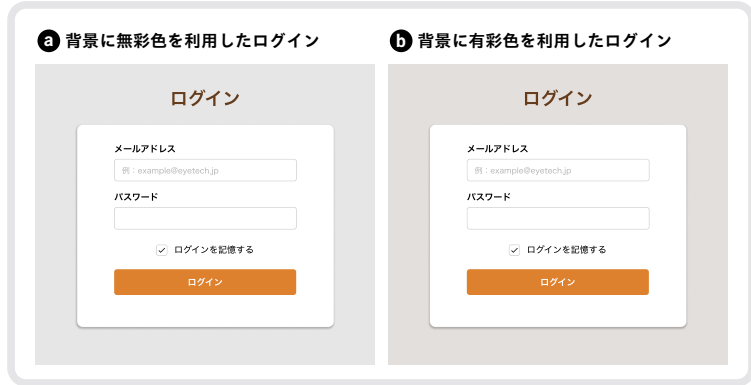 a 背景に無彩色を利用したログイン
ログイン
メールアドレス
例：example@eyetech.jp
パスワード
ログインを記憶する
ログイン
b 背景に有彩色を利用したログイン
ログイン
メールアドレス
例：example@eyetech.jp
パスワード
ログインを記憶する
ログイン